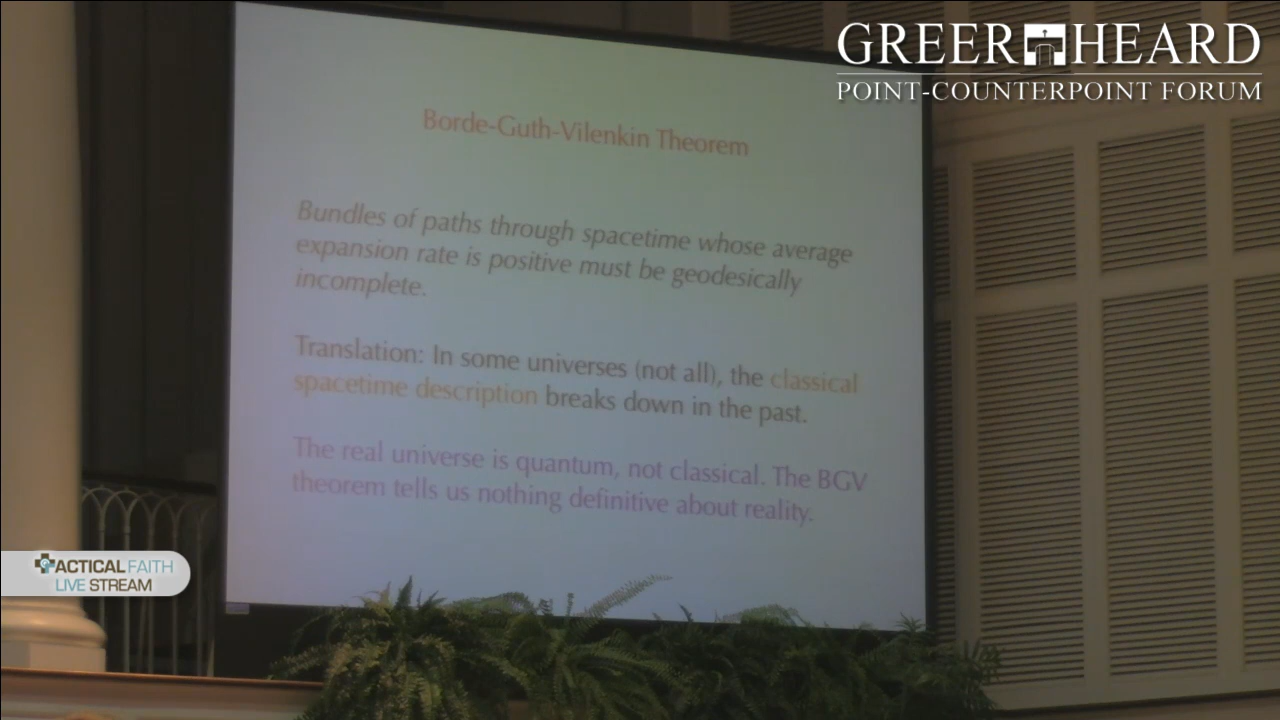 GREER HEARD
POINT-COUNTERPOINT FORUM
Borde-Guth-Vilenkin Theorem
Bundles of paths through spacetime whose average
expansion rate is positive must be geodesically
incomplete.
Translation: In some universes (not all), the classical
spacetime description breaks down in the past.
The real universe is quantum, not classical. The BGV
theorem tells us nothing definitive about reality.
TACTICAL FAITH
LIVE STREAM